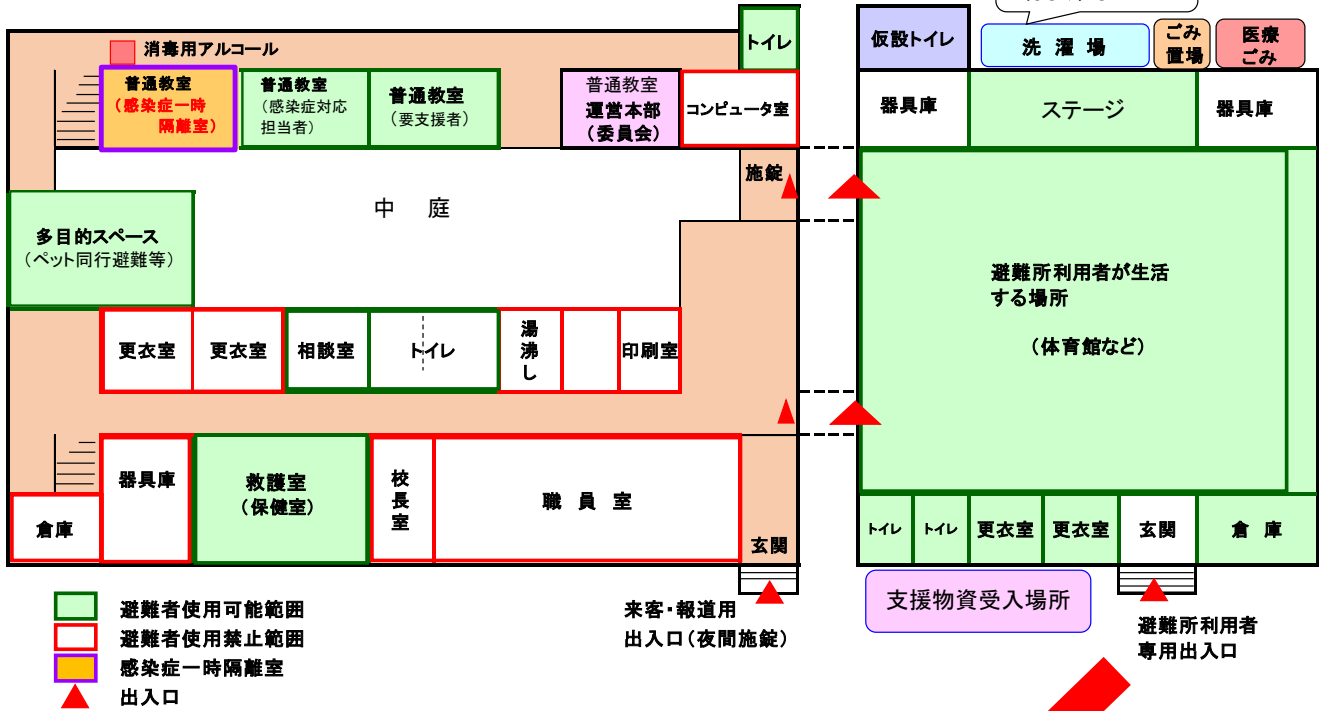 消毒用アルコール
トイレ
普通教室
(感染症一時
隔離室)
普通教室
(感染症対応
担当者)
普通教室
(要支援者)
普通教室
運営本部
(委員会)
コンピュータ室
施錠
中 庭
多目的スペース
(ペット同行避難等)
更衣室
更衣室
相談室
トイレ
湯沸し
印刷室
器具庫
倉庫
救護室
(保健室)
校長室
職 員 室
玄関
仮設トイレ
洗 濯 場
ごみ
置場
医療
ごみ
器具庫
ステージ
器具庫
避難所利用者が生活
する場所
(体育館など)
トイレ
トイレ
更衣室
更衣室
玄関
倉 庫
避難者使用可能範囲
避難者使用禁止範囲
感染症一時隔離室
出入口
来客・報道用
出入口(夜間施錠)
支援物資受入場所
避難所利用者
専用出入口